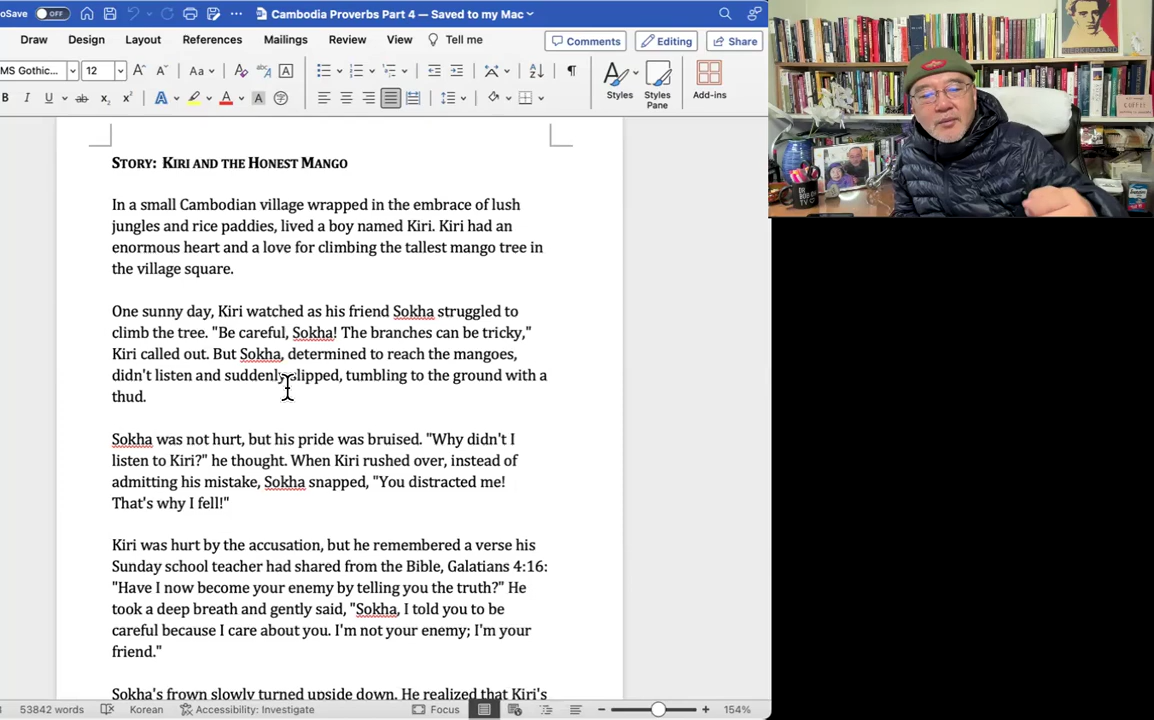 oSave OFF Cambodia Proverbs Part 4 — Saved to my Mac
Draw Design Layout References Mailings Review View Tell me Comments Editing Share
MS Gothic... 12 A A Aa A
B I U ab x2 x2 A A A Styles Styles Pane Add-ins
STORY: KIRI AND THE HONEST MANGO
In a small Cambodian village wrapped in the embrace of lush
jungles and rice paddies, lived a boy named Kiri. Kiri had an
enormous heart and a love for climbing the tallest mango tree in
the village square.
One sunny day, Kiri watched as his friend Sokha struggled to
climb the tree. "Be careful, Sokha! The branches can be tricky,"
Kiri called out. But Sokha, determined to reach the mangoes,
didn't listen and suddenly slipped, tumbling to the ground with a
thud.
Sokha was not hurt, but his pride was bruised. "Why didn't I
listen to Kiri?" he thought. When Kiri rushed over, instead of
admitting his mistake, Sokha snapped, "You distracted me!
That's why I fell!"
Kiri was hurt by the accusation, but he remembered a verse his
Sunday school teacher had shared from the Bible, Galatians 4:16:
"Have I now become your enemy by telling you the truth?" He
took a deep breath and gently said, "Sokha, I told you to be
careful because I care about you. I'm not your enemy; I'm your
friend."
Sokha's frown slowly turned upside down. He realized that Kiri's
53842 words Korean Accessibility: Investigate Focus 154%
KIERKEGAARD
COFFEE
DR
TV